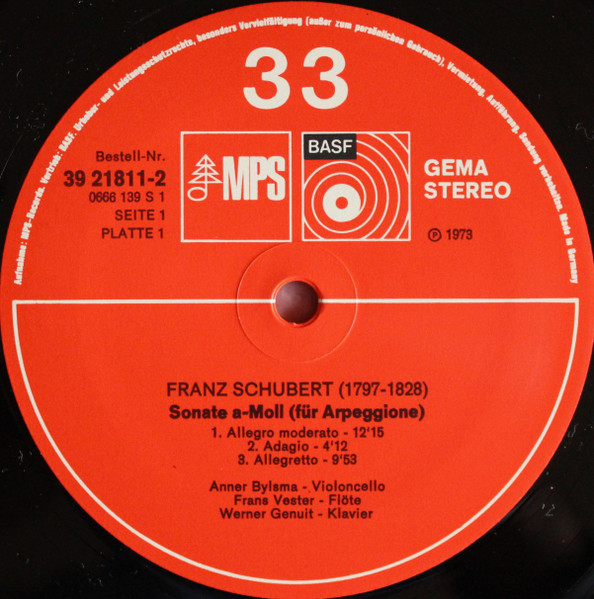 Aufnahme: MPS-Records. Vertrieb: BASF. Urheber- und Leistungsschutzrechte, besonders Vervielfältigung (außer zum persönlichen Gebrauch), Vermietung, Aufführung, Sendung vorbehalten. Made in Germany
33
Bestell-Nr.
39 21811-2
0666 139 S 1
SEITE 1
PLATTE 1
MPS
BASF
GEMA
STEREO
Ⓟ 1973
FRANZ SCHUBERT (1797-1828)
Sonate a-Moll (für Arpeggione)
1. Allegro moderato - 12'15
2. Adagio - 4'12
3. Allegretto - 9'53
Anner Bylsma - Violoncello
Frans Vester - Flöte
Werner Genuit - Klavier